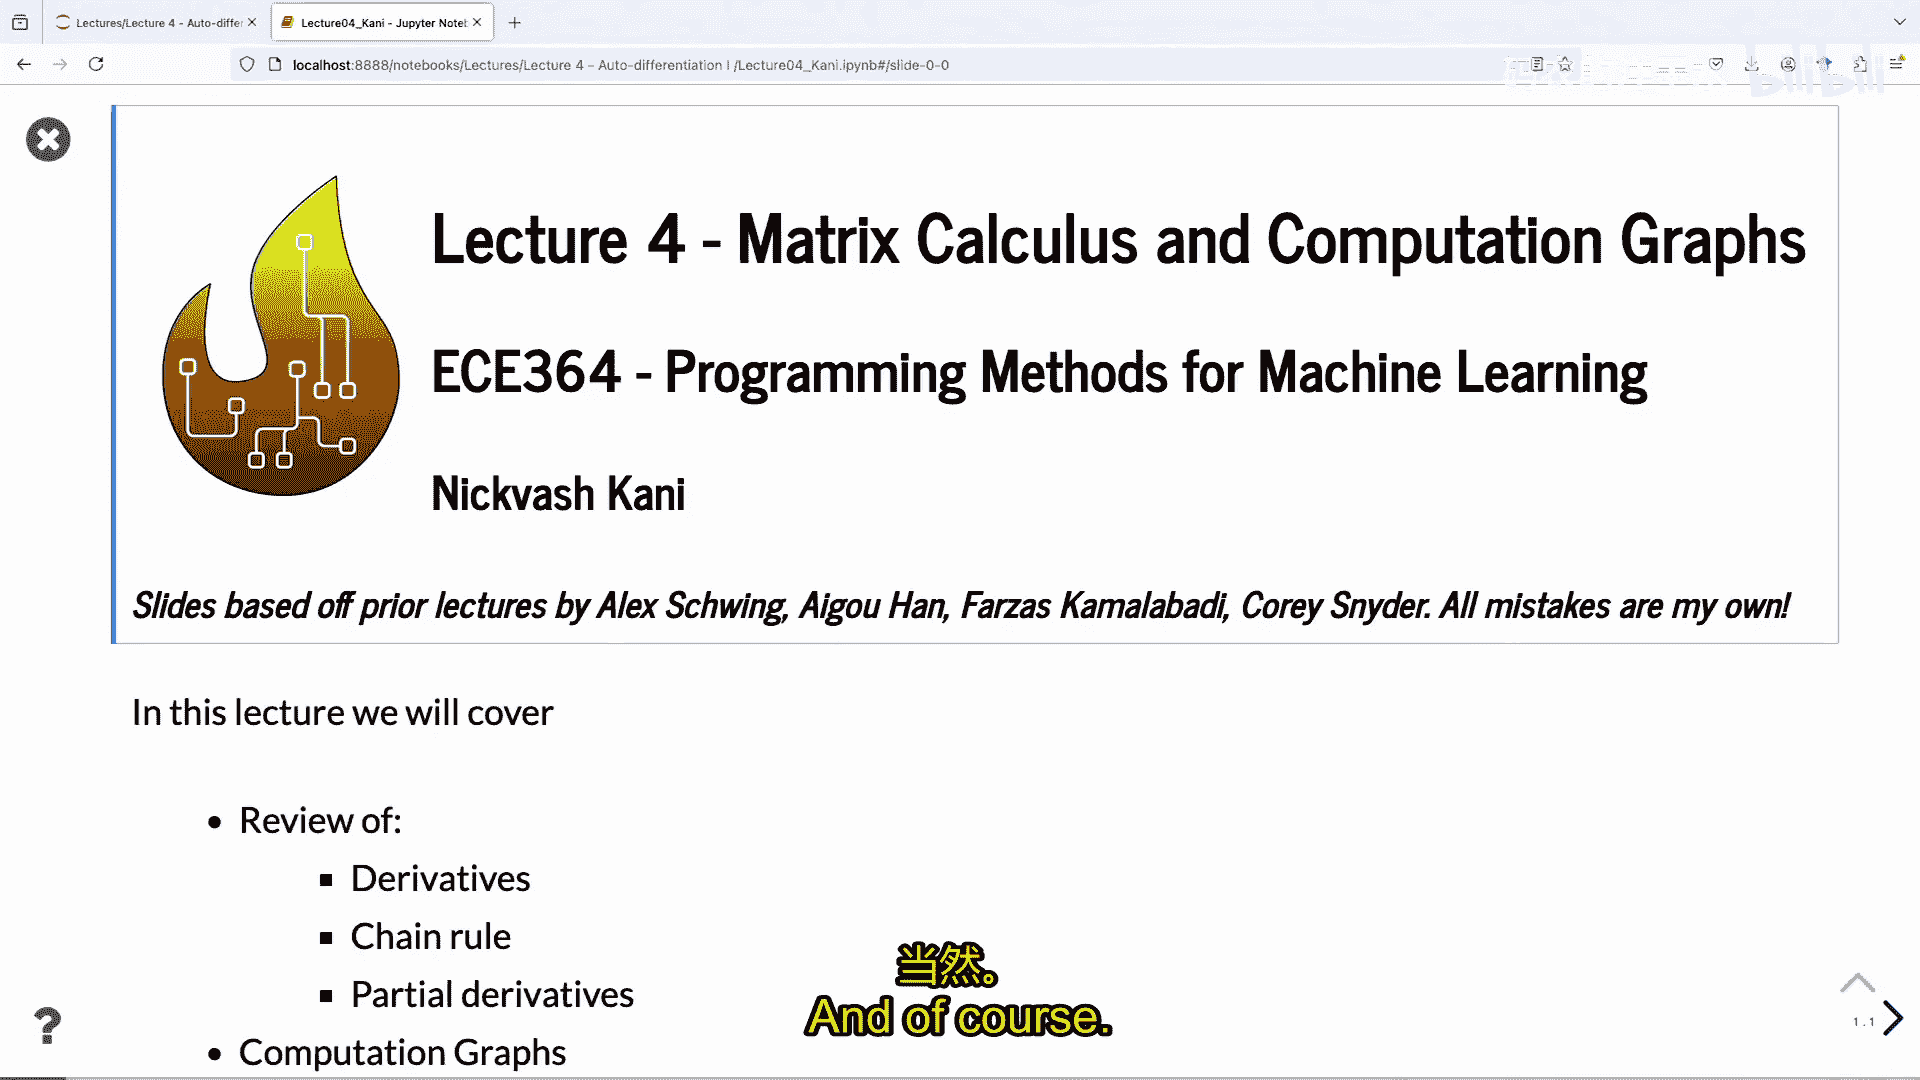 Lectures/Lecture 4 - Auto-differ
Lecture04_Kani - Jupyter Noteb
localhost:8888/notebooks/Lectures/Lecture 4 - Auto-differentiation I /Lecture04_Kani.ipynb#/slide-0-0
bilibili
Lecture 4 - Matrix Calculus and Computation Graphs
ECE364 - Programming Methods for Machine Learning
Nickvash Kani
Slides based off prior lectures by Alex Schwing, Aigou Han, Farzas Kamalabadi, Corey Snyder. All mistakes are my own!
In this lecture we will cover
Review of:
Derivatives
Chain rule
Partial derivatives
Computation Graphs
当然。
And of course.
1.1